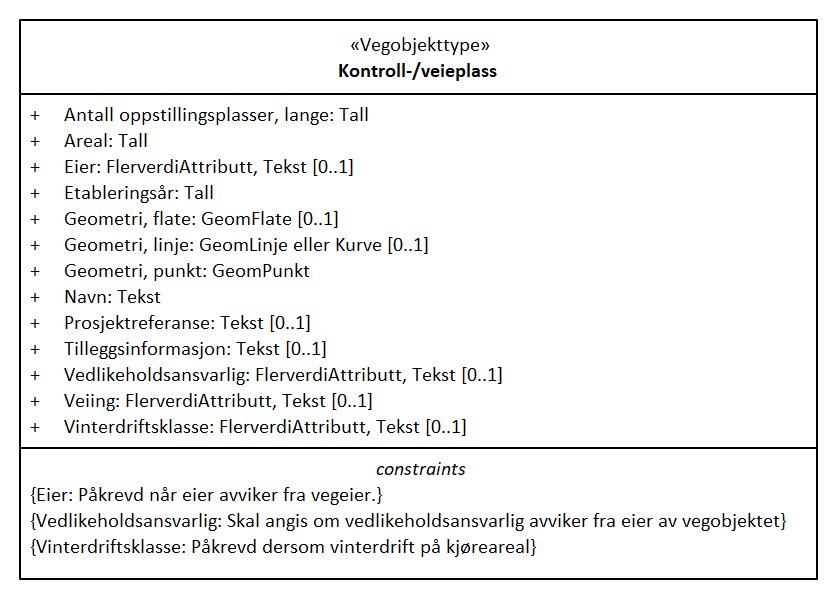 «Vegobjekttype»
Kontroll-/veieplass
+ Antall oppstillingsplasser, lange: Tall
+ Areal: Tall
+ Eier: FlerverdiAttributt, Tekst [0..1]
+ Etableringsår: Tall
+ Geometri, flate: GeomFlate [0..1]
+ Geometri, linje: GeomLinje eller Kurve [0..1]
+ Geometri, punkt: GeomPunkt
+ Navn: Tekst
+ Prosjektreferanse: Tekst [0..1]
+ Tilleggsinformasjon: Tekst [0..1]
+ Vedlikeholdsansvarlig: FlerverdiAttributt, Tekst [0..1]
+ Veiing: FlerverdiAttributt, Tekst [0..1]
+ Vinterdriftsklasse: FlerverdiAttributt, Tekst [0..1]
constraints
{Eier: Påkrevd når eier avviker fra vegeier.}
{Vedlikeholdsansvarlig: Skal angis om vedlikeholdsansvarlig avviker fra eier av vegobjektet}
{Vinterdriftsklasse: Påkrevd dersom vinterdrift på kjøreareal}